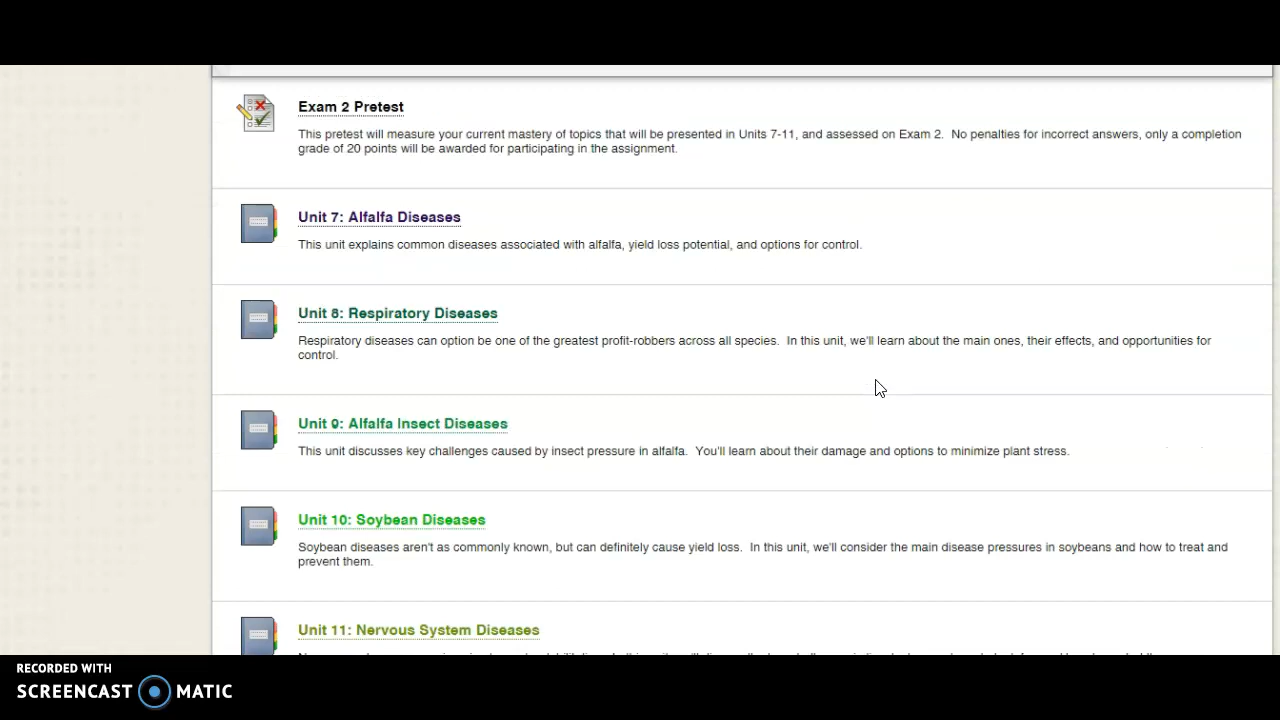 Exam 2 Pretest
This pretest will measure your current mastery of topics that will be presented in Units 7-11, and assessed on Exam 2. No penalties for incorrect answers, only a completion
grade of 20 points will be awarded for participating in the assignment.
Unit 7: Alfalfa Diseases
This unit explains common diseases associated with alfalfa, yield loss potential, and options for control.
Unit 8: Respiratory Diseases
Respiratory diseases can option be one of the greatest profit-robbers across all species. In this unit, we'll learn about the main ones, their effects, and opportunities for
control.
Unit 9: Alfalfa Insect Diseases
This unit discusses key challenges caused by insect pressure in alfalfa. You'll learn about their damage and options to minimize plant stress.
Unit 10: Soybean Diseases
Soybean diseases aren't as commonly known, but can definitely cause yield loss. In this unit, we'll consider the main disease pressures in soybeans and how to treat and
prevent them.
Unit 11: Nervous System Diseases
RECORDED WITH
SCREENCAST MATIC